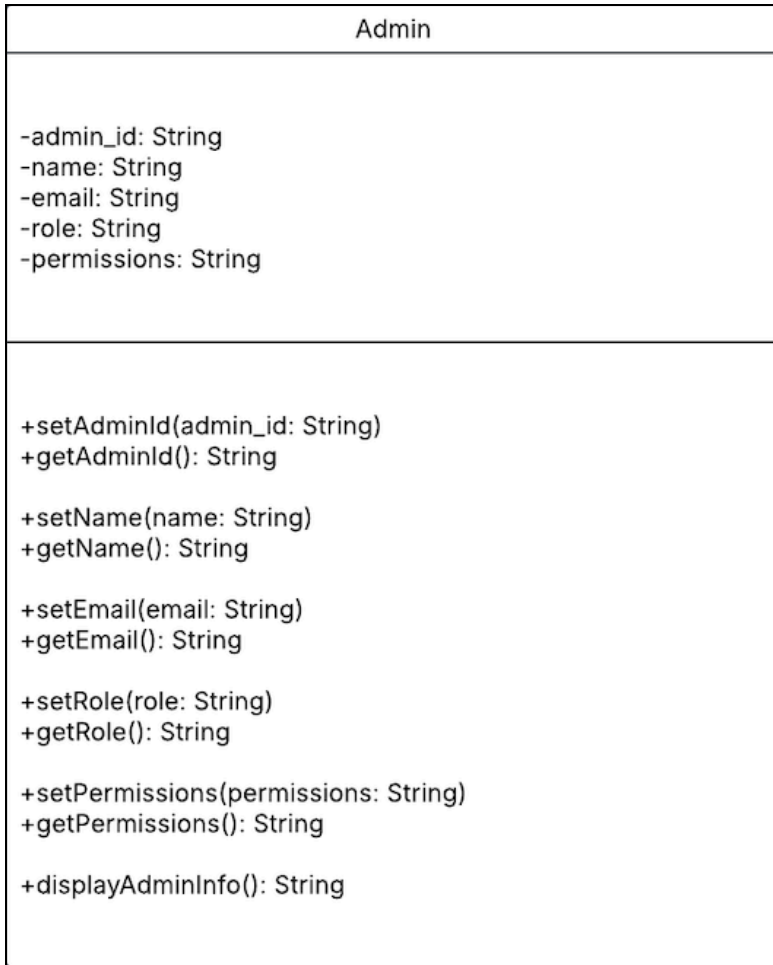 Admin
-admin_id: String
-name: String
-email: String
-role: String
-permissions: String
+setAdminId(admin_id: String)
+getAdminId(): String
+setName(name: String)
+getName(): String
+setEmail(email: String)
+getEmail(): String
+setRole(role: String)
+getRole(): String
+setPermissions(permissions: String)
+getPermissions(): String
+displayAdminInfo(): String